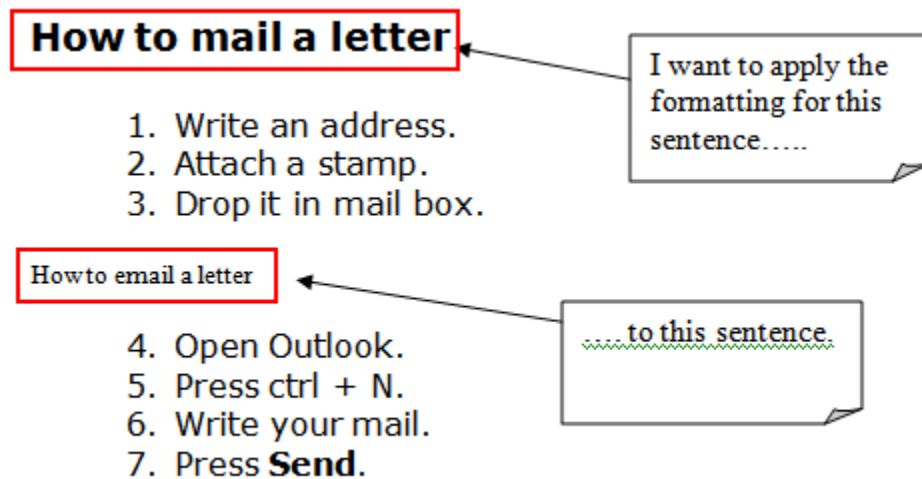 How to mail a letter
I want to apply the
formatting for this
sentence.....
1. Write an address.
2. Attach a stamp.
3. Drop it in mail box.
How to email a letter
.... to this sentence.
4. Open Outlook.
5. Press ctrl + N.
6. Write your mail.
7. Press Send.